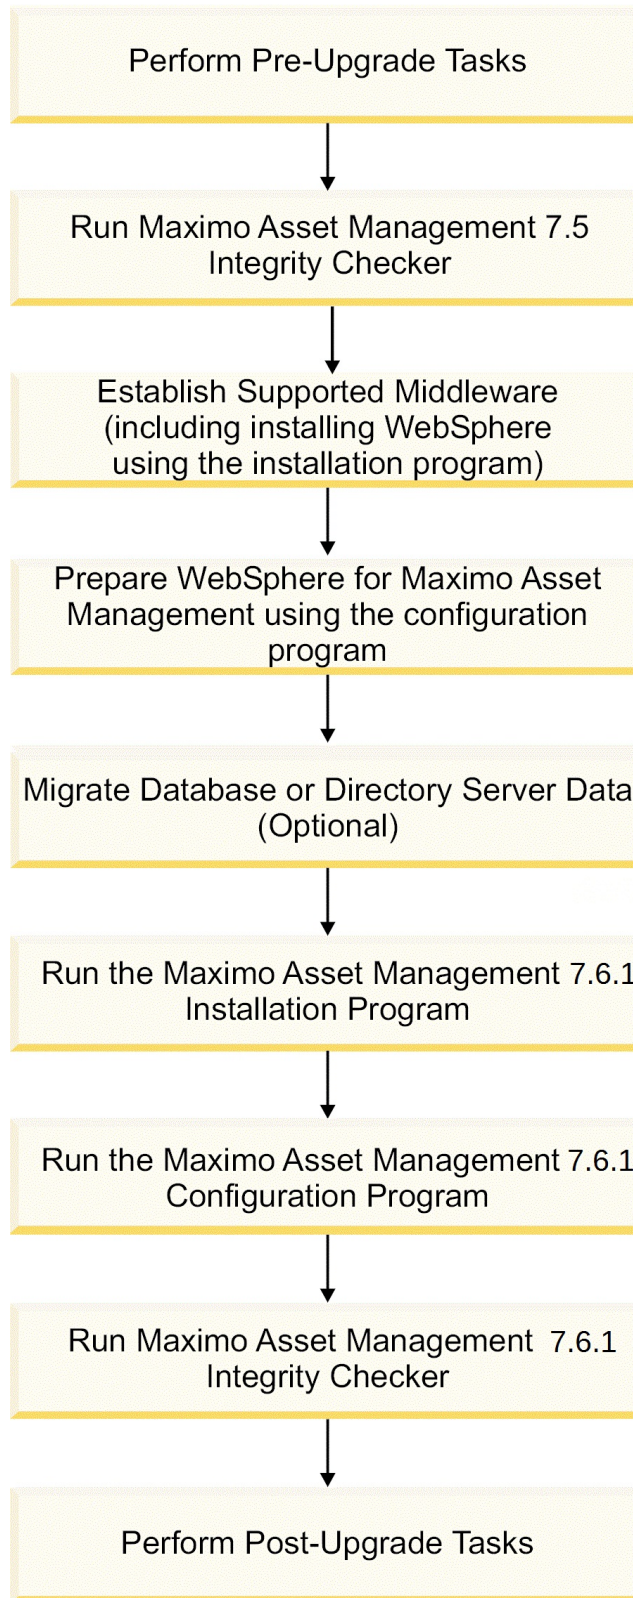 Perform Pre-Upgrade Tasks
Run Maximo Asset Management 7.5
Integrity Checker
Establish Supported Middleware
(including installing WebSphere
using the installation program)
Prepare WebSphere for Maximo Asset
Management using the configuration
program
Migrate Database or Directory Server Data
(Optional)
Run the Maximo Asset Management 7.6.1
Installation Program
Run the Maximo Asset Management 7.6.1
Configuration Program
Run Maximo Asset Management 7.6.1
Integrity Checker
Perform Post-Upgrade Tasks